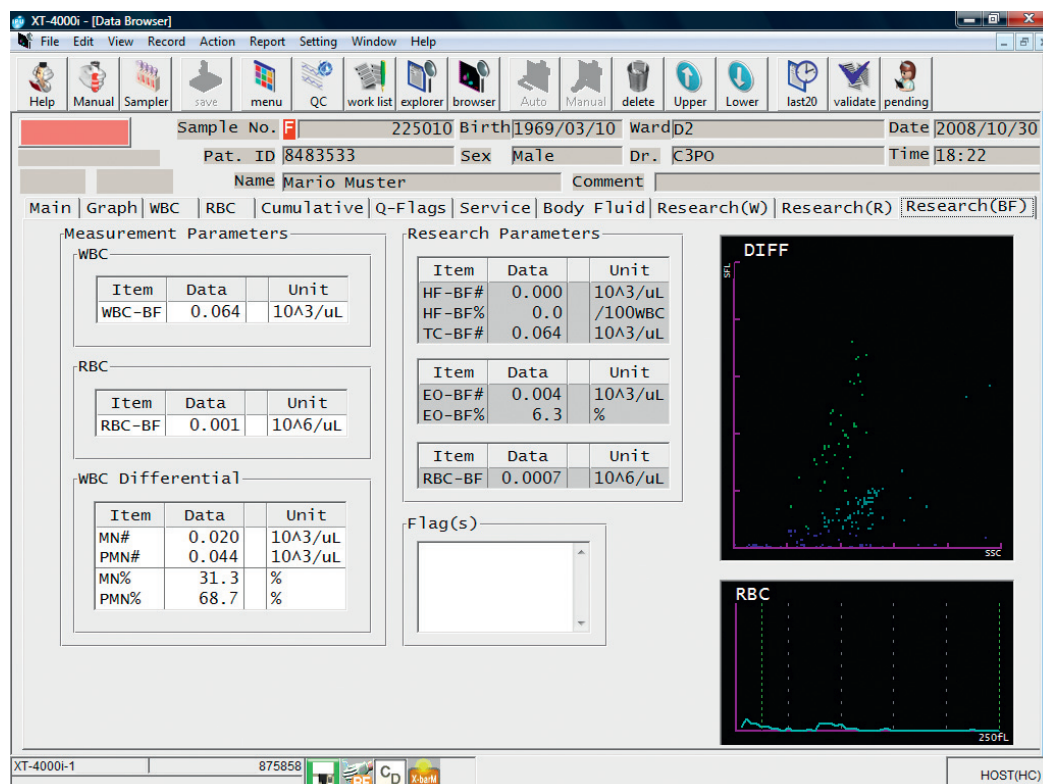 XT-4000i - [Data Browser]
File Edit View Record Action Report Setting Window Help
Help Manual Sampler save menu QC work list explorer browser Auto Manual delete Upper Lower last20 validate pending
Sample No. F 225010 Birth 1969/03/10 Ward D2 Date 2008/10/30
Pat. ID 8483533 Sex Male Dr. C3PO Time 18:22
Name Mario Muster Comment
Main Graph WBC RBC Cumulative Q-Flags Service Body Fluid Research(W) Research(R) Research(BF)
Measurement Parameters
WBC
Item Data Unit
WBC-BF 0.064 10^3/uL
RBC
Item Data Unit
RBC-BF 0.001 10^6/uL
WBC Differential
Item Data Unit
MN# 0.020 10^3/uL
PMN# 0.044 10^3/uL
MN% 31.3 %
PMN% 68.7 %
Research Parameters
Item Data Unit
HF-BF# 0.000 10^3/uL
HF-BF% 0.0 /100WBC
TC-BF# 0.064 10^3/uL
Item Data Unit
EO-BF# 0.004 10^3/uL
EO-BF% 6.3 %
Item Data Unit
RBC-BF 0.0007 10^6/uL
Flag(s)
DIFF
SFL
SSC
RBC
250fL
XT-4000i-1 875858 BF CD X-barM HOST(HC)